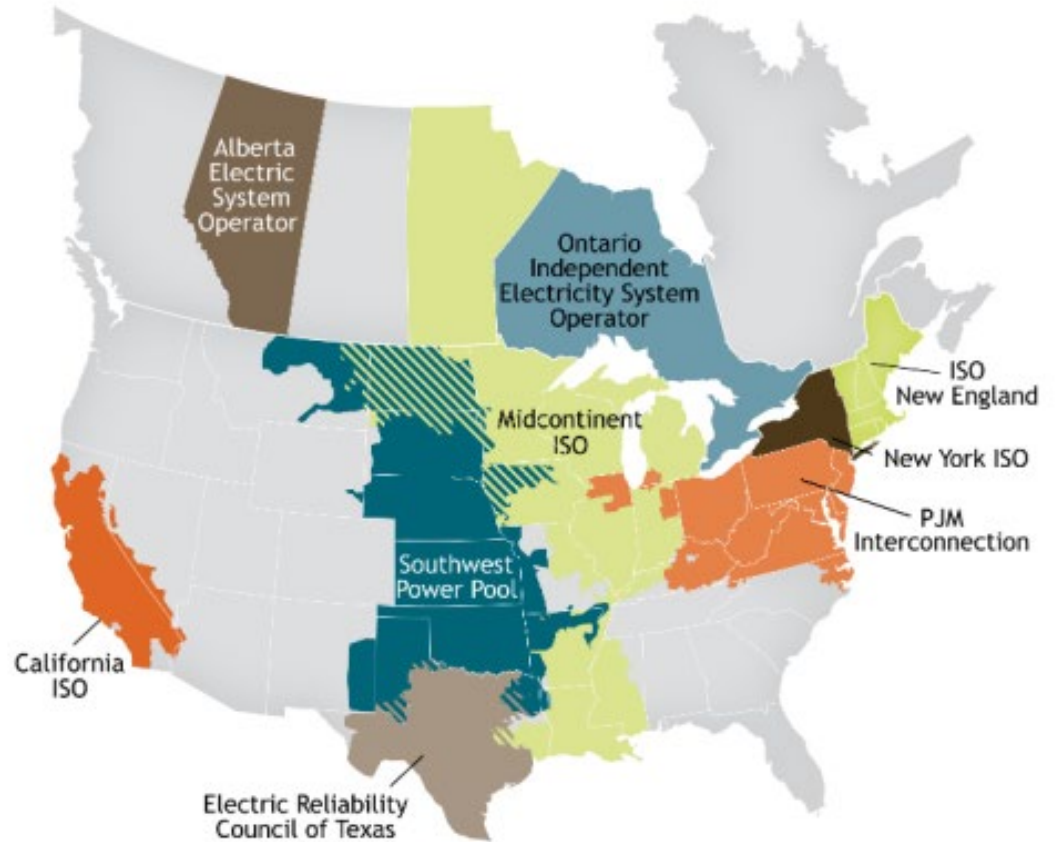 Alberta
Electric
System
Operator
Ontario
Independent
Electricity System
Operator
ISO
New England
Midcontinent
ISO
New York ISO
PJM
Interconnection
Southwest
Power Pool
California
ISO
Electric Reliability
Council of Texas